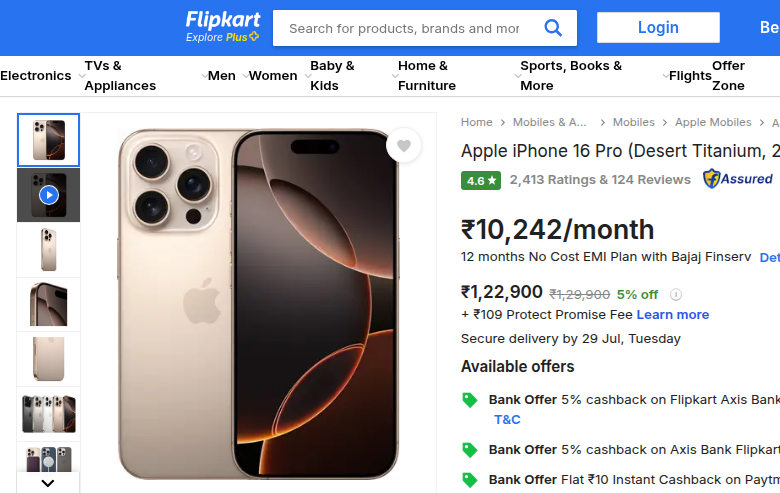 Flipkart
Explore Plus
Search for products, brands and mor
Login
Be
Electronics
TVs & Appliances
Men
Women
Baby & Kids
Home & Furniture
Sports, Books & More
Flights
Offer Zone
Home > Mobiles & A... > Mobiles > Apple Mobiles > A
Apple iPhone 16 Pro (Desert Titanium, 2
4.6 ★ 2,413 Ratings & 124 Reviews Assured
₹10,242/month
12 months No Cost EMI Plan with Bajaj Finserv Det
₹1,22,900 ₹1,29,900 5% off
+ ₹109 Protect Promise Fee Learn more
Secure delivery by 29 Jul, Tuesday
Available offers
Bank Offer 5% cashback on Flipkart Axis Bank
T&C
Bank Offer 5% cashback on Axis Bank Flipkart
Bank Offer Flat ₹10 Instant Cashback on Paytm